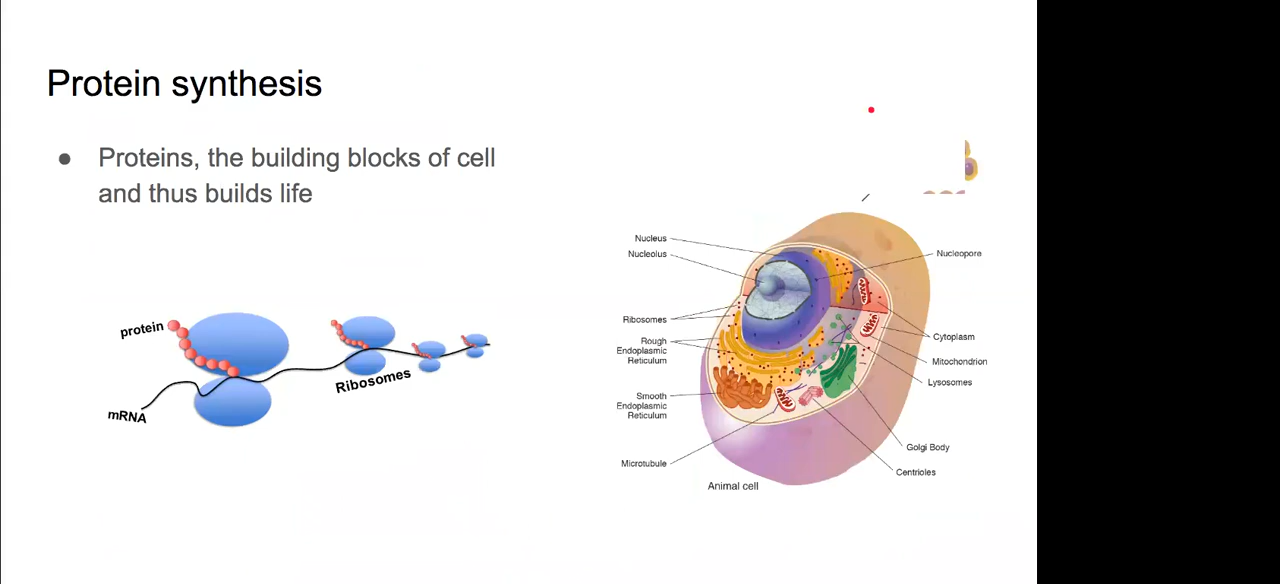 Protein synthesis
● Proteins, the building blocks of cell
and thus builds life
protein
Ribosomes
mRNA
Nucleus
Nucleolus
Nucleopore
Ribosomes
Rough
Endoplasmic
Reticulum
Cytoplasm
Mitochondrion
Lysosomes
Smooth
Endoplasmic
Reticulum
Golgi Body
Microtubule
Centrioles
Animal cell